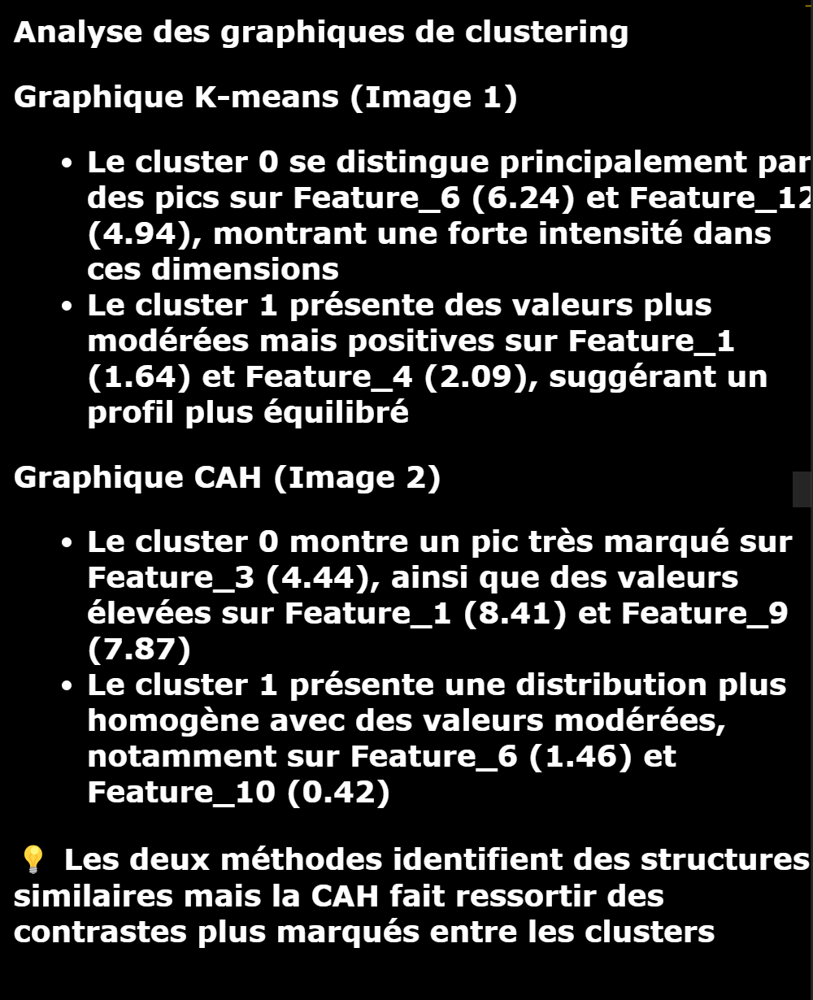 Analyse des graphiques de clustering
Graphique K-means (Image 1)
• Le cluster 0 se distingue principalement par
des pics sur Feature_6 (6.24) et Feature_12
(4.94), montrant une forte intensité dans
ces dimensions
• Le cluster 1 présente des valeurs plus
modérées mais positives sur Feature_1
(1.64) et Feature_4 (2.09), suggérant un
profil plus équilibré
Graphique CAH (Image 2)
• Le cluster 0 montre un pic très marqué sur
Feature_3 (4.44), ainsi que des valeurs
élevées sur Feature_1 (8.41) et Feature_9
(7.87)
• Le cluster 1 présente une distribution plus
homogène avec des valeurs modérées,
notamment sur Feature_6 (1.46) et
Feature_10 (0.42)
💡 Les deux méthodes identifient des structures
similaires mais la CAH fait ressortir des
contrastes plus marqués entre les clusters